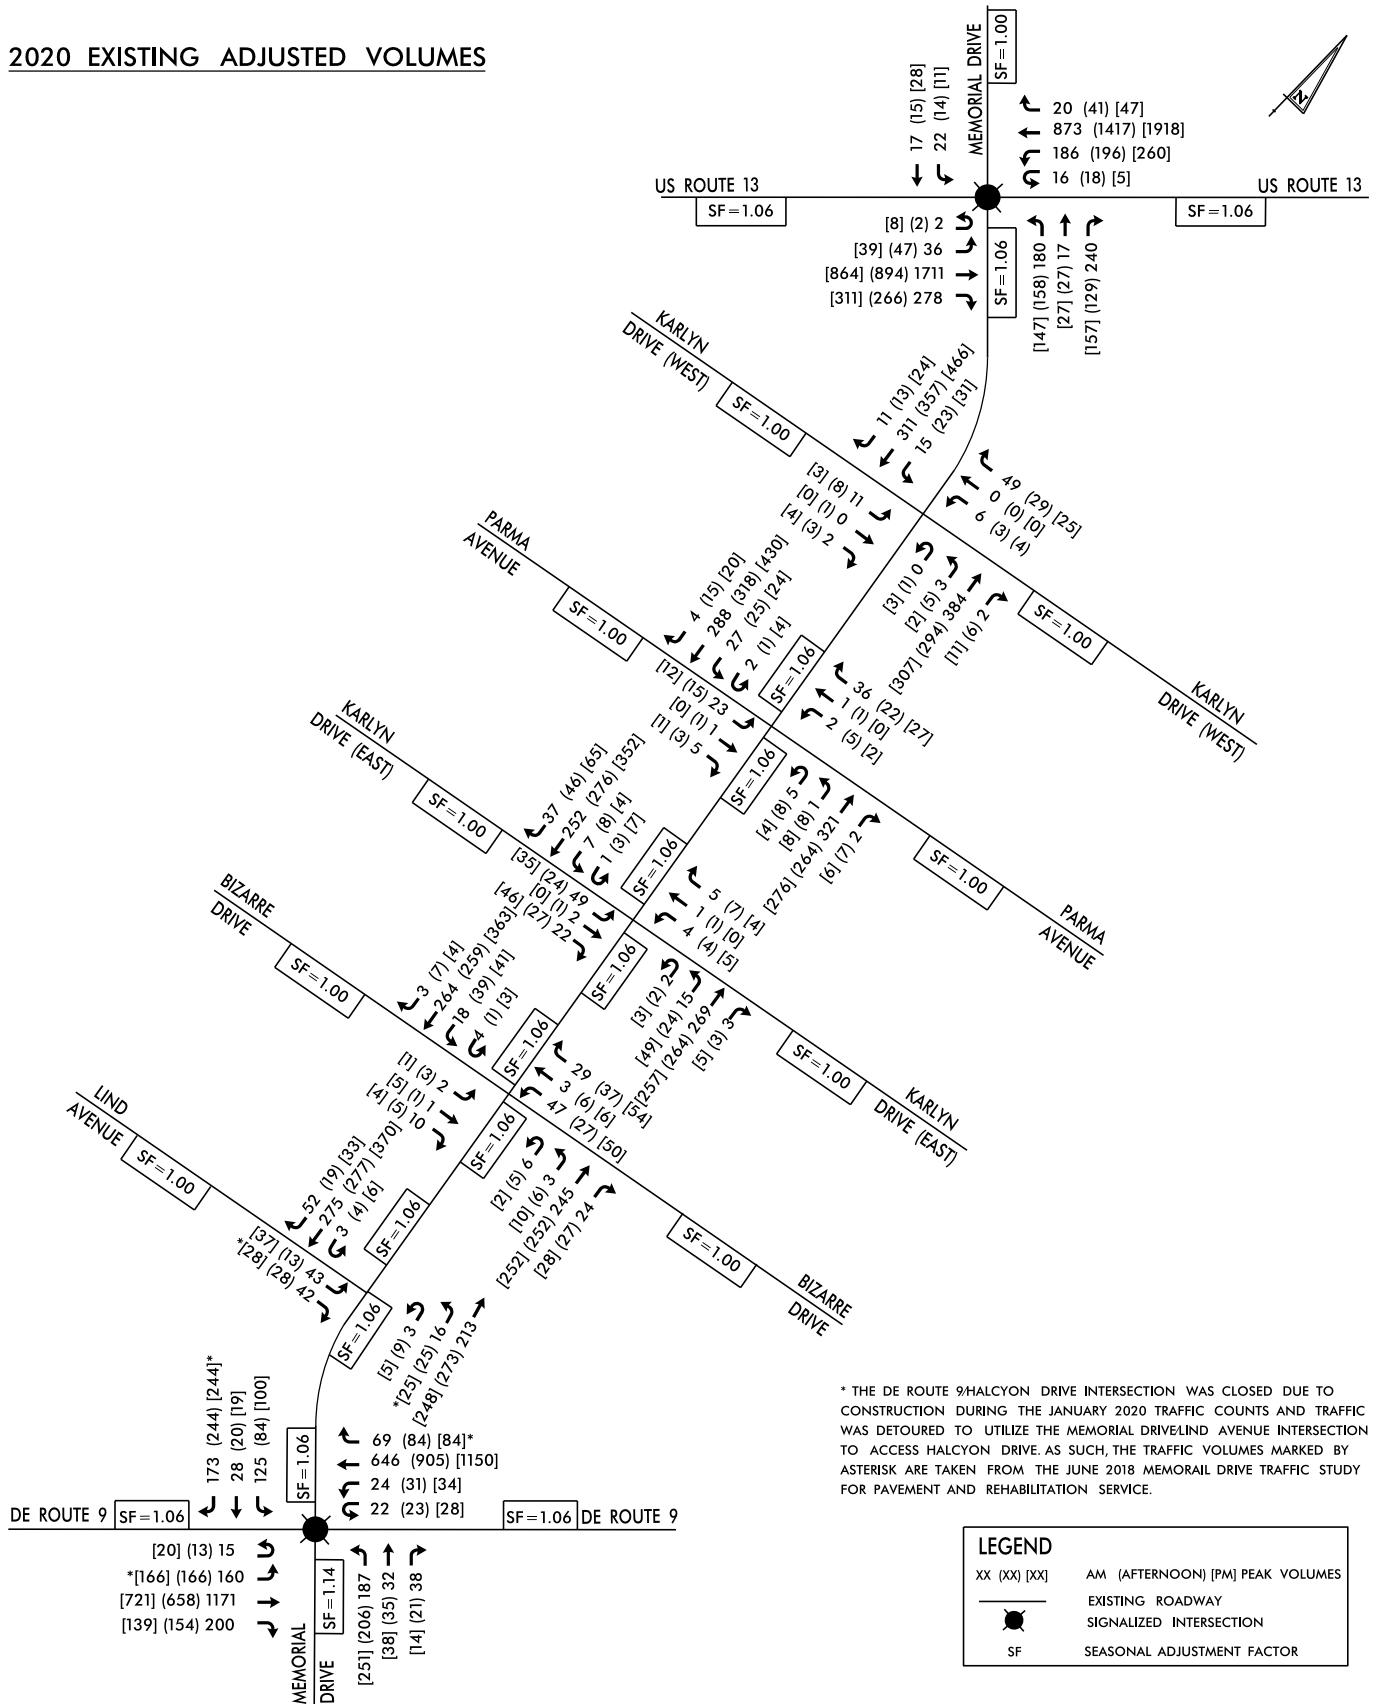 2020 EXISTING ADJUSTED VOLUMES
MEMORIAL DRIVE
SF=1.00
N
17 (15) [28]
22 (14) [11]
20 (41) [47]
873 (1417) [1918]
186 (196) [260]
16 (18) [5]
US ROUTE 13
US ROUTE 13
SF=1.06
SF=1.06
[8] (2) 2
[39] (47) 36
[864] (894) 1711
[311] (266) 278
SF=1.06
[147] (158) 180
[27] (27) 17
[157] (129) 240
KARLYN
DRIVE (WEST)
SF=1.00
11 (13) [24]
311 (357) [466]
15 (23) [31]
[3] (8) 11
[0] (1) 0
[4] (3) 2
49 (29) [25]
0 (0) [0]
6 (3) (4)
[3] (1) 0
[2] (5) 3
[307] (294) 384
[11] (6) 2
SF=1.00
KARLYN
DRIVE (WEST)
PARMA
AVENUE
SF=1.00
4 (15) [20]
288 (318) [430]
27 (25) [24]
2 (1) [4]
SF=1.06
[12] (15) 23
[0] (1) 1
[1] (3) 5
36 (22) [27]
1 (1) [0]
2 (5) [2]
SF=1.06
[4] (8) 5
[8] (8) 1
[276] (264) 321
[6] (7) 2
SF=1.00
PARMA
AVENUE
KARLYN
DRIVE (EAST)
SF=1.00
37 (46) [65]
252 (276) [352]
7 (8) [4]
1 (3) [7]
SF=1.06
[35] (24) 49
[0] (1) 2
[46] (27) 22
5 (7) [4]
1 (1) [0]
4 (4) [5]
SF=1.06
[3] (2) 2
[49] (24) 15
[257] (264) 269
[5] (3) 3
SF=1.00
KARLYN
DRIVE (EAST)
BIZARRE
DRIVE
SF=1.00
3 (7) [4]
264 (259) [363]
18 (39) [41]
4 (1) [3]
SF=1.06
[1] (3) 2
[5] (1) 1
[4] (5) 10
29 (37) [54]
3 (6) [6]
47 (27) [50]
SF=1.06
[2] (5) 6
[10] (6) 3
[252] (252) 245
[28] (27) 24
SF=1.00
BIZARRE
DRIVE
LIND
AVENUE
SF=1.00
52 (19) [33]
275 (277) [370]
3 (4) [6]
SF=1.06
[37] (13) 43
*[28] (28) 42
SF=1.06
[5] (9) 3
*[25] (25) 16
[248] (273) 213
173 (244) [244]*
28 (20) [19]
125 (84) [100]
SF=1.06
69 (84) [84]*
646 (905) [1150]
24 (31) [34]
22 (23) [28]
DE ROUTE 9
SF=1.06
SF=1.06
DE ROUTE 9
[20] (13) 15
*[166] (166) 160
[721] (658) 1171
[139] (154) 200
SF=1.14
[251] (206) 187
[38] (35) 32
[14] (21) 38
MEMORIAL
DRIVE
* THE DE ROUTE 9/HALCYON DRIVE INTERSECTION WAS CLOSED DUE TO
CONSTRUCTION DURING THE JANUARY 2020 TRAFFIC COUNTS AND TRAFFIC
WAS DETOURED TO UTILIZE THE MEMORIAL DRIVE/LIND AVENUE INTERSECTION
TO ACCESS HALCYON DRIVE. AS SUCH, THE TRAFFIC VOLUMES MARKED BY
ASTERISK ARE TAKEN FROM THE JUNE 2018 MEMORAIL DRIVE TRAFFIC STUDY
FOR PAVEMENT AND REHABILITATION SERVICE.
LEGEND
XX (XX) [XX] AM (AFTERNOON) [PM] PEAK VOLUMES
EXISTING ROADWAY
SIGNALIZED INTERSECTION
SF SEASONAL ADJUSTMENT FACTOR